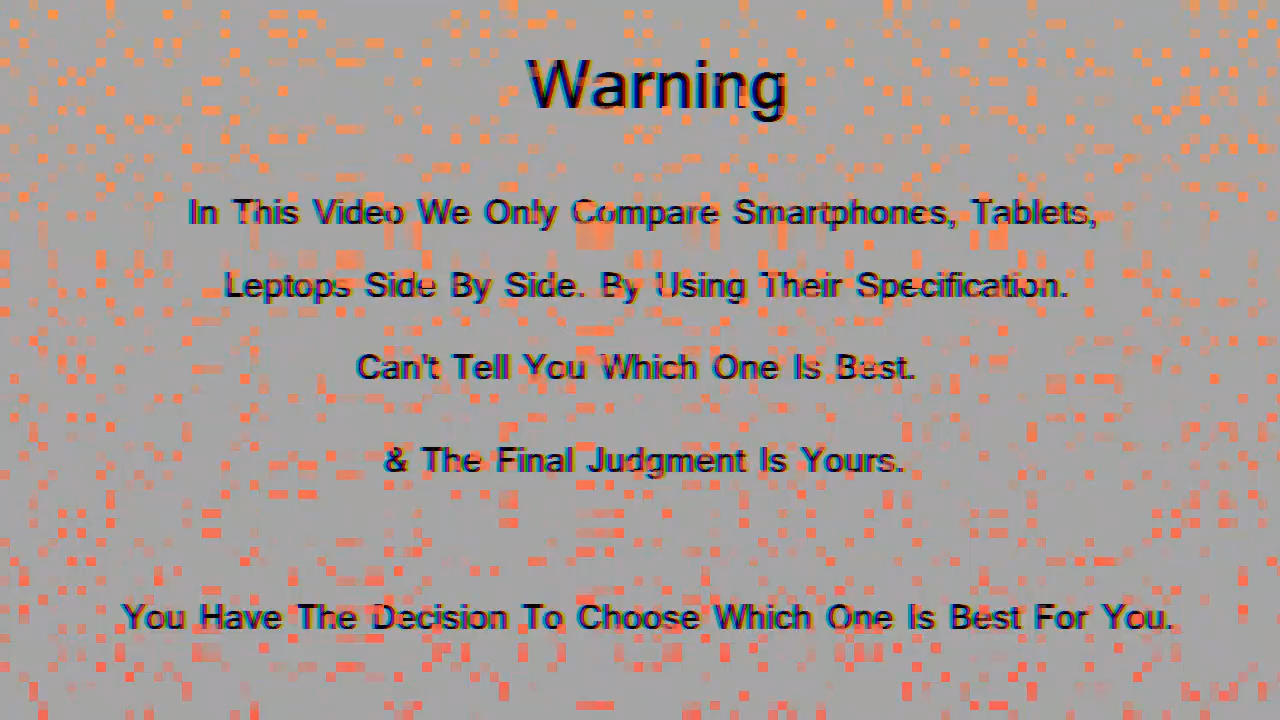 Warning
In This Video We Only Compare Smartphones, Tablets,
Leptops Side By Side. By Using Their Specification.
Can't Tell You Which One Is Best.
& The Final Judgment Is Yours.
You Have The Decision To Choose Which One Is Best For You.